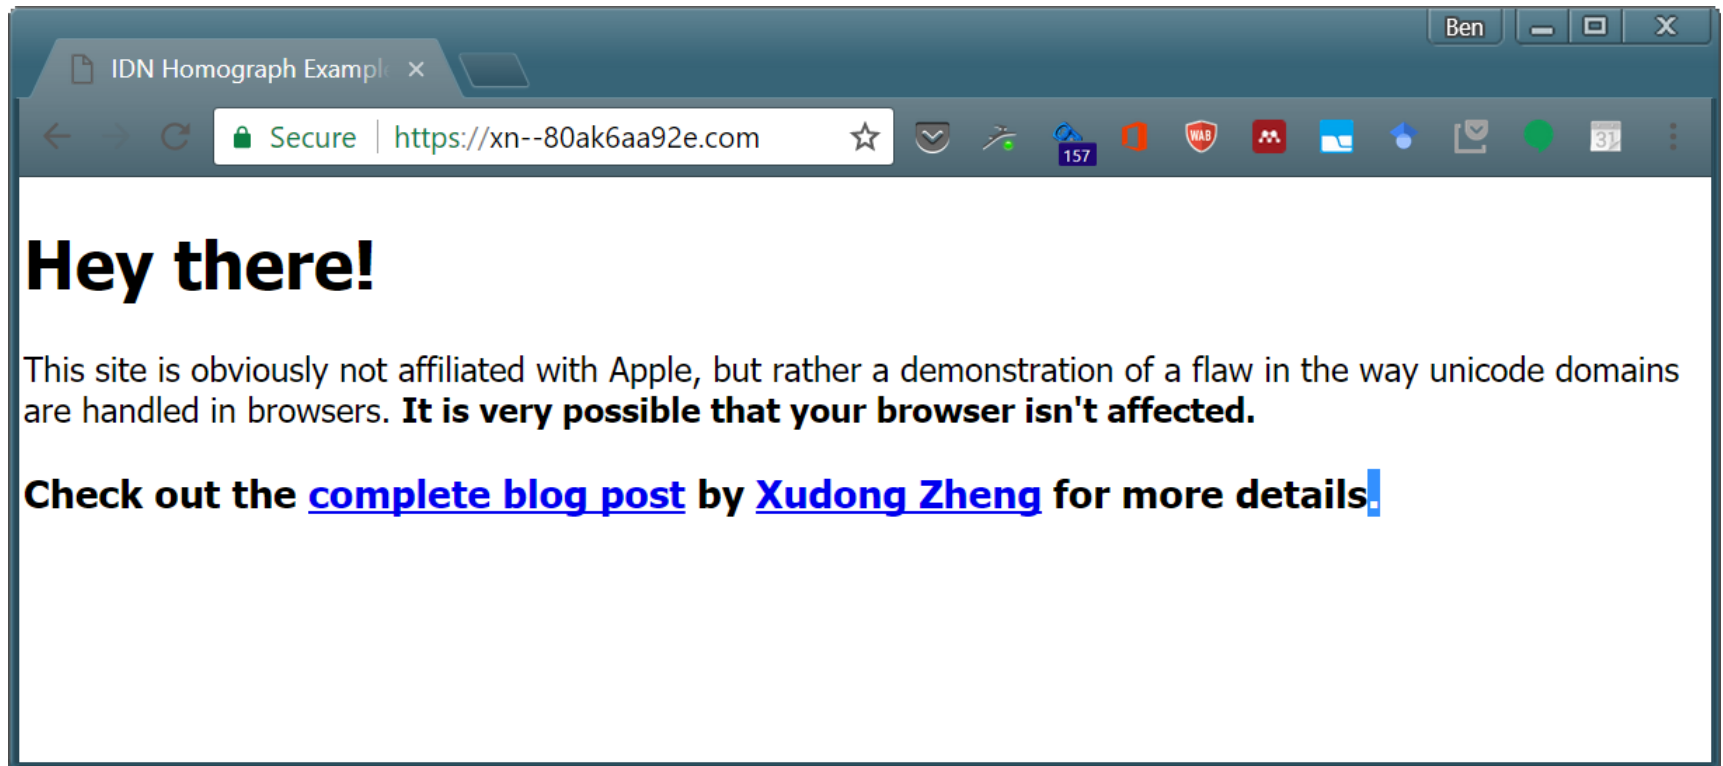 Ben
IDN Homograph Exampl
Secure https://xn--80ak6aa92e.com
157 WAB 31
Hey there!
This site is obviously not affiliated with Apple, but rather a demonstration of a flaw in the way unicode domains
are handled in browsers. It is very possible that your browser isn't affected.
Check out the complete blog post by Xudong Zheng for more details.